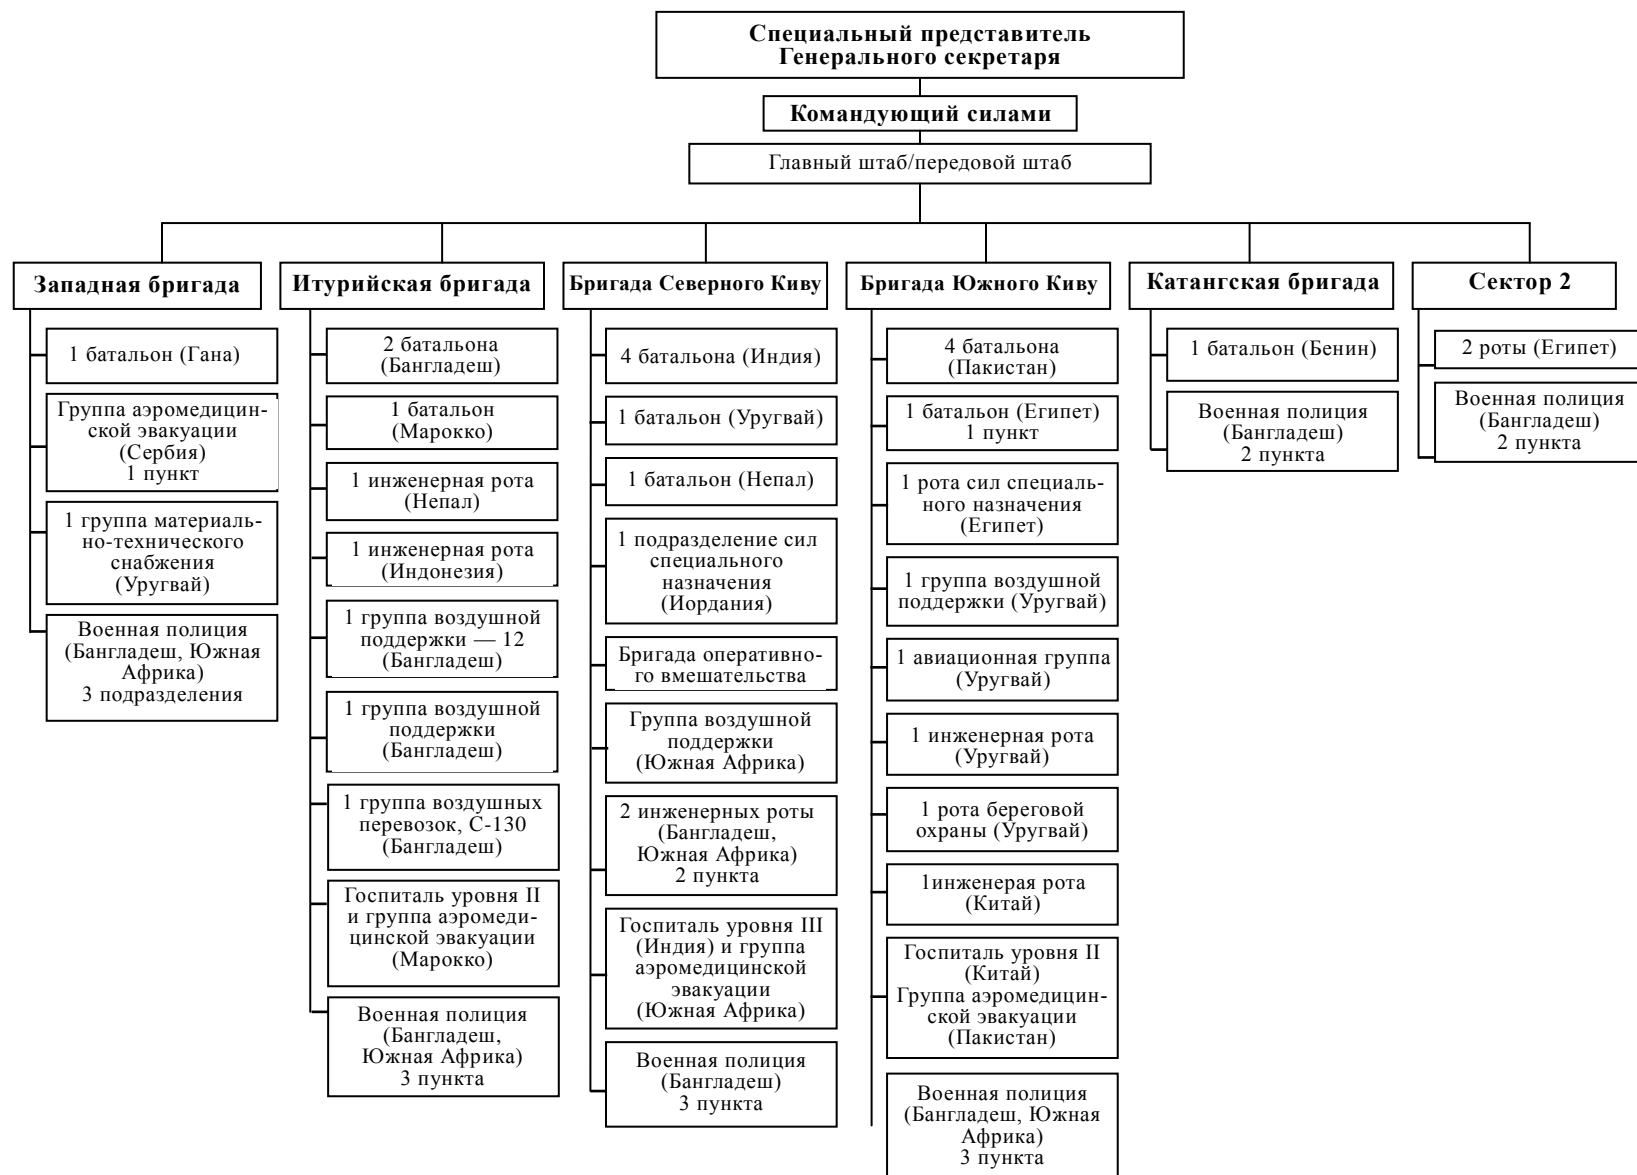 Специальный представитель
Генерального секретаря
Командующий силами
Главный штаб/передовой штаб
Западная бригада
1 батальон (Гана)
Группа аэромедицин-
ской эвакуации
(Сербия)
1 пункт
1 группа материаль-
но-технического
снабжения
(Уругвай)
Военная полиция
(Бангладеш, Южная
Африка)
3 подразделения
Итурийская бригада
2 батальона
(Бангладеш)
1 батальон
(Марокко)
1 инженерная рота
(Непал)
1 инженерная рота
(Индонезия)
1 группа воздушной
поддержки — 12
(Бангладеш)
1 группа воздушной
поддержки
(Бангладеш)
1 группа воздушных
перевозок, С-130
(Бангладеш)
Госпиталь уровня II
и группа аэромеди-
цинской эвакуации
(Марокко)
Военная полиция
(Бангладеш,
Южная Африка)
3 пункта
Бригада Северного Киву
4 батальона (Индия)
1 батальон (Уругвай)
1 батальон (Непал)
1 подразделение сил
специального
назначения
(Иордания)
Бригада оперативно-
го вмешательства
Группа воздушной
поддержки
(Южная Африка)
2 инженерных роты
(Бангладеш,
Южная Африка)
2 пункта
Госпиталь уровня III
(Индия) и группа
аэромедицинской
эвакуации
(Южная Африка)
Военная полиция
(Бангладеш)
3 пункта
Бригада Южного Киву
4 батальона
(Пакистан)
1 батальон (Египет)
1 пункт
1 рота сил специаль-
ного назначения
(Египет)
1 группа воздушной
поддержки (Уругвай)
1 авиационная группа
(Уругвай)
1 инженерная рота
(Уругвай)
1 рота береговой
охраны (Уругвай)
1инженерая рота
(Китай)
Госпиталь уровня II
(Китай)
Группа аэромедицин-
ской эвакуации
(Пакистан)
Военная полиция
(Бангладеш, Южная
Африка)
3 пункта
Катангская бригада
1 батальон (Бенин)
Военная полиция
(Бангладеш)
2 пункта
Сектор 2
2 роты (Египет)
Военная полиция
(Бангладеш)
2 пункта